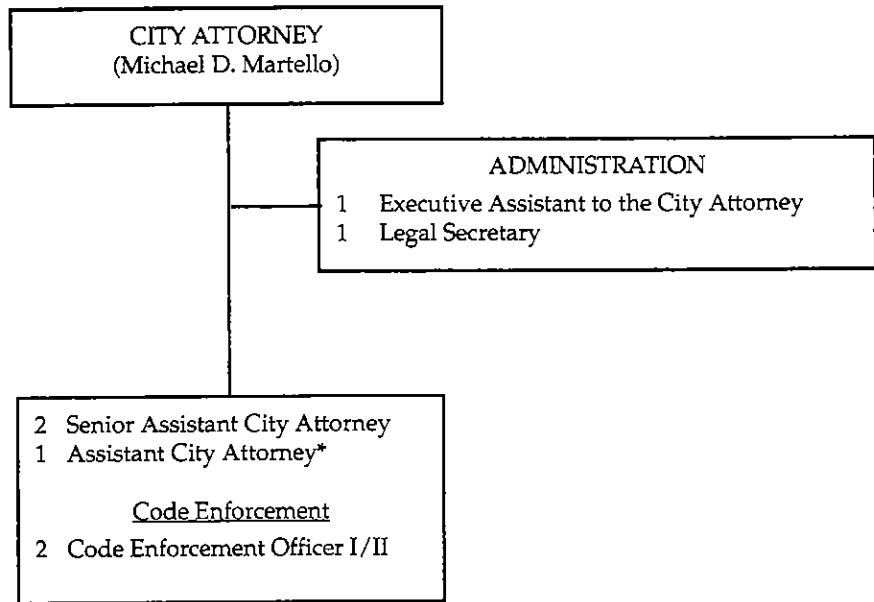 CITY ATTORNEY
(Michael D. Martello)
ADMINISTRATION
1 Executive Assistant to the City Attorney
1 Legal Secretary
2 Senior Assistant City Attorney
1 Assistant City Attorney*
Code Enforcement
2 Code Enforcement Officer I/II